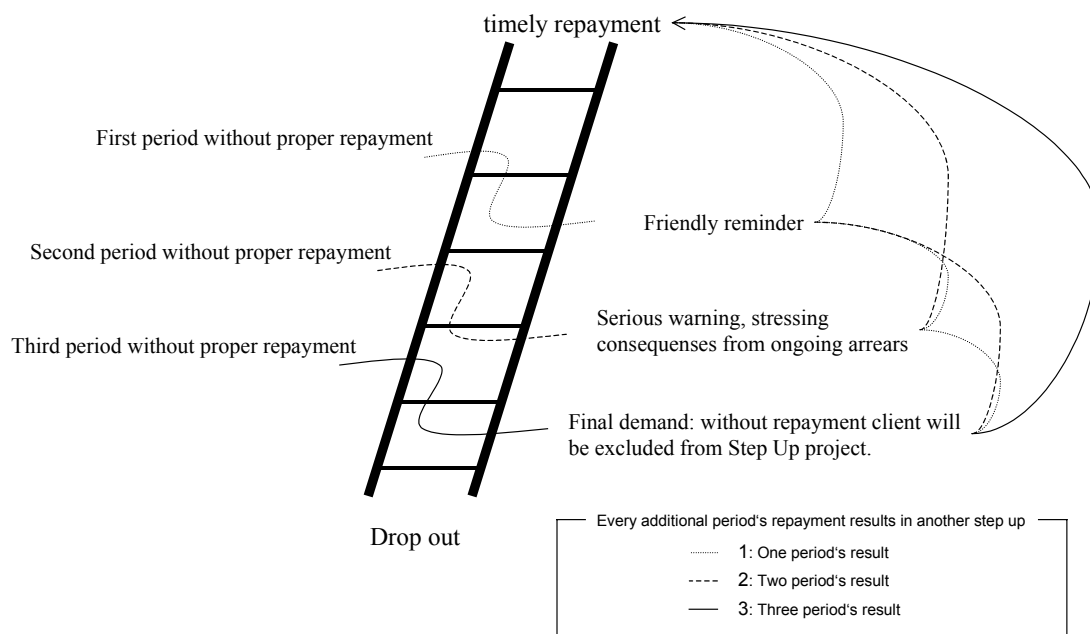 timely repayment
First period without proper repayment
Friendly reminder
Second period without proper repayment
Serious warning, stressing
consequenses from ongoing arrears
Third period without proper repayment
Final demand: without repayment client will
be excluded from Step Up project.
Drop out
Every additional period‘s repayment results in another step up
1: One period‘s result
2: Two period‘s result
3: Three period‘s result